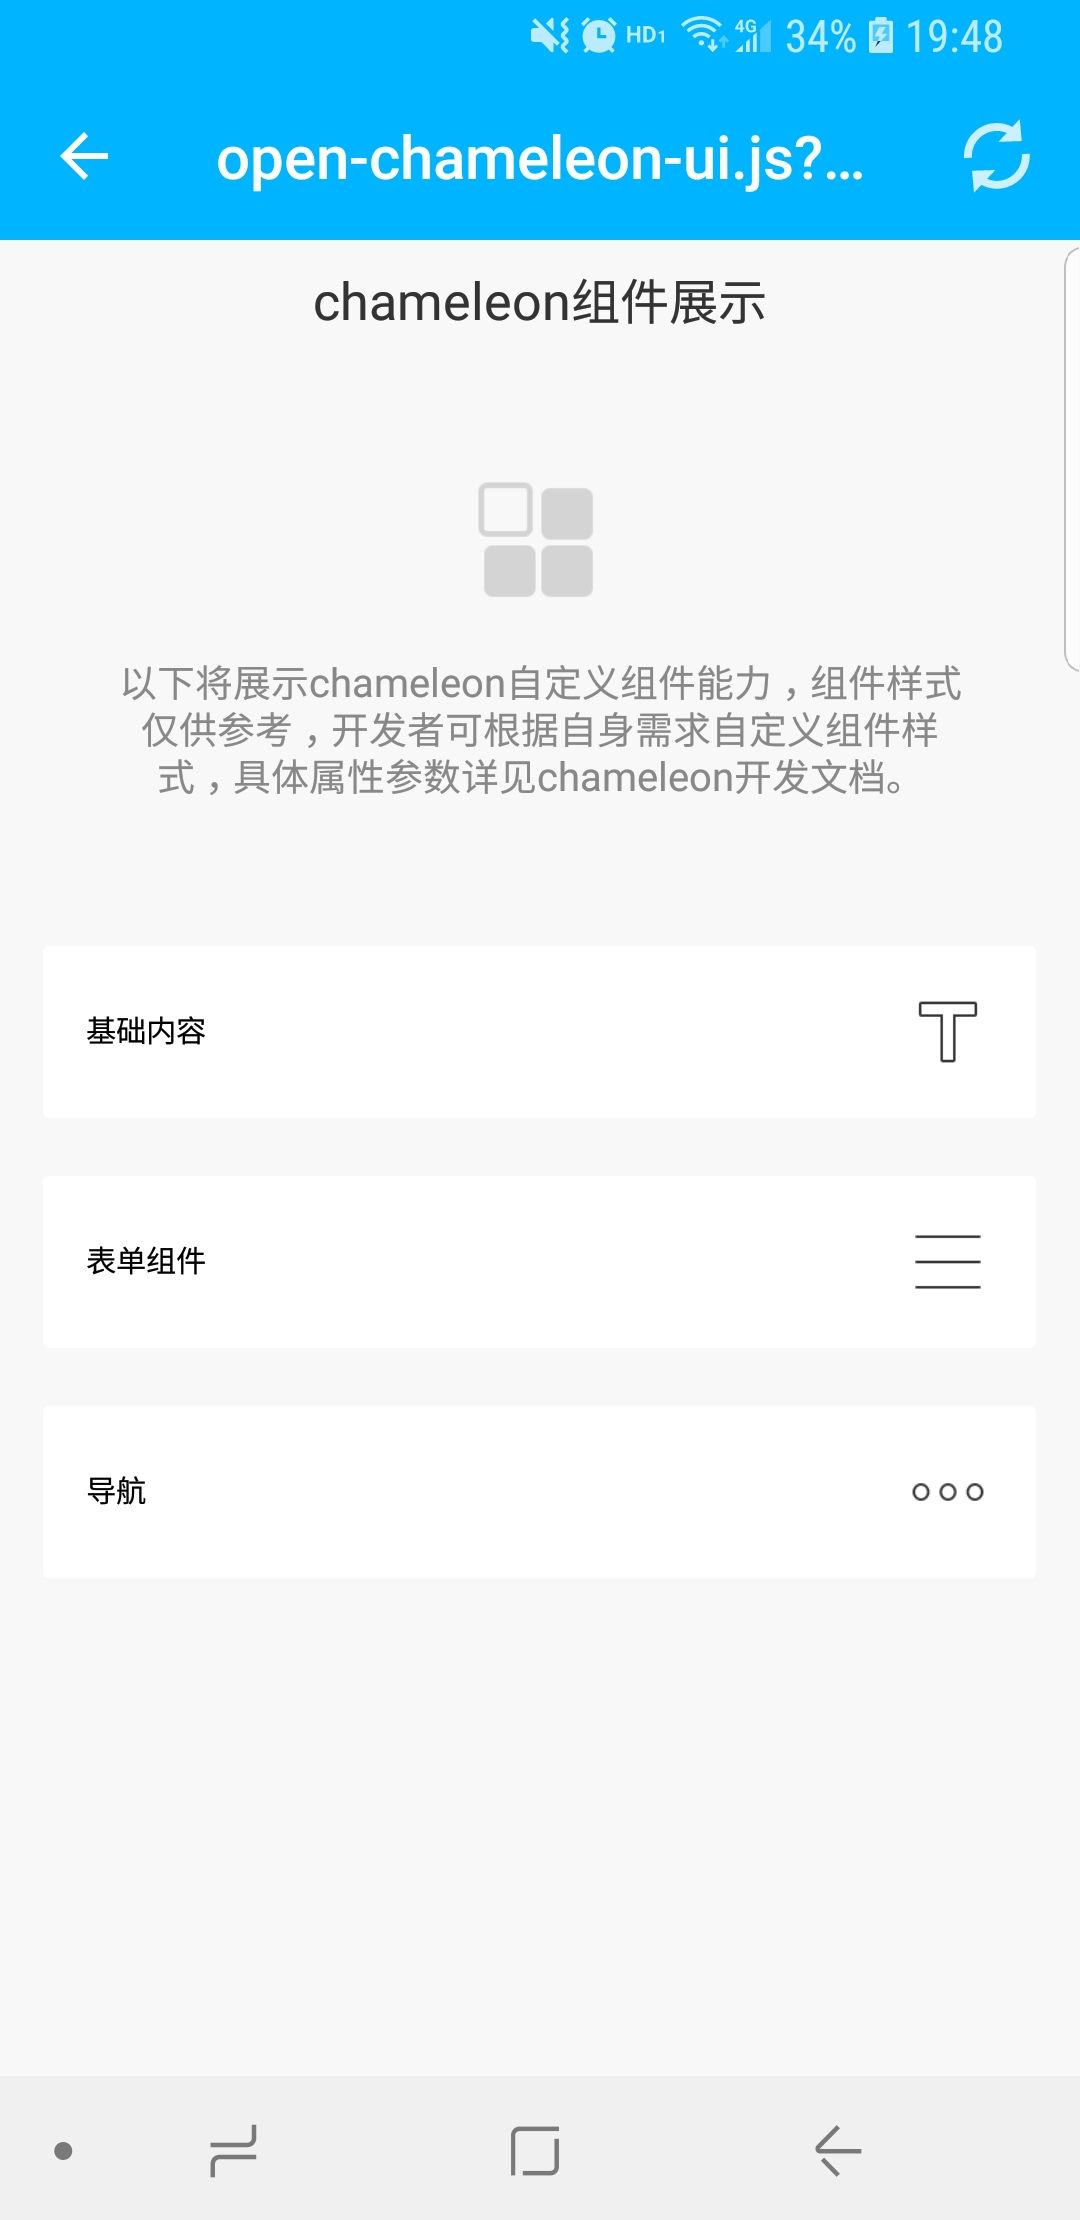 HD1 4G 34% 19:48
open-chameleon-ui.js?...
chameleon组件展示
以下将展示chameleon自定义组件能力，组件样式
仅供参考，开发者可根据自身需求自定义组件样
式，具体属性参数详见chameleon开发文档。
基础内容
表单组件
导航